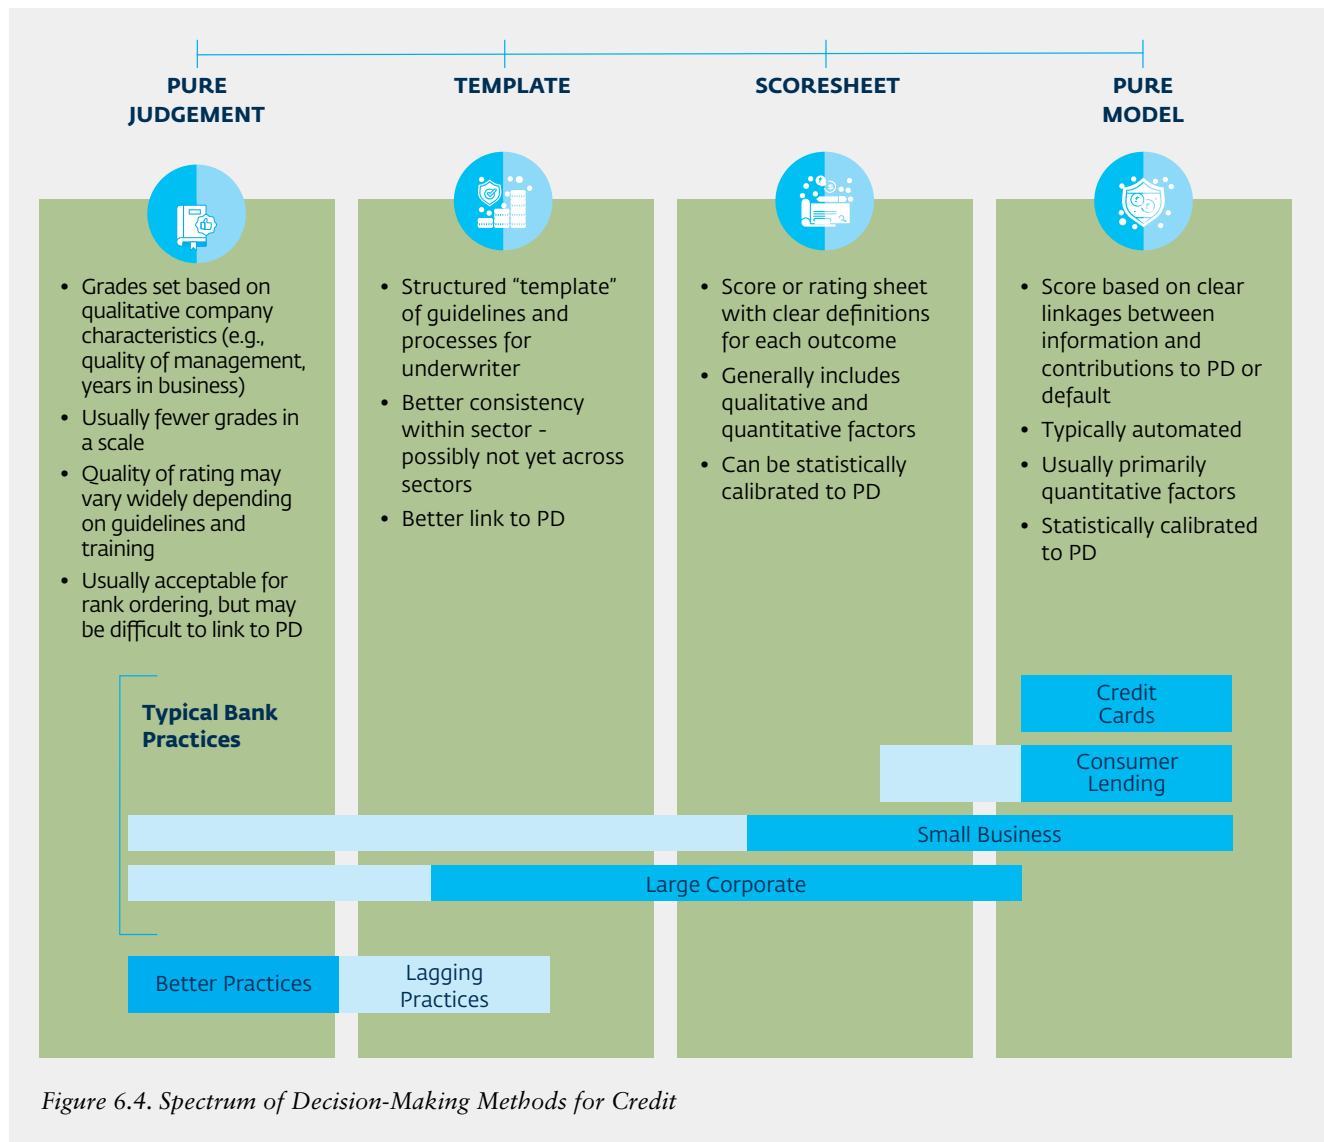 PURE
JUDGEMENT
TEMPLATE
SCORESHEET
PURE
MODEL
• Grades set based on
qualitative company
characteristics (e.g.,
quality of management,
years in business)
• Usually fewer grades in
a scale
• Quality of rating may
vary widely depending
on guidelines and
training
• Usually acceptable for
rank ordering, but may
be difficult to link to PD
• Structured “template”
of guidelines and
processes for
underwriter
• Better consistency
within sector -
possibly not yet across
sectors
• Better link to PD
• Score or rating sheet
with clear definitions
for each outcome
• Generally includes
qualitative and
quantitative factors
• Can be statistically
calibrated to PD
• Score based on clear
linkages between
information and
contributions to PD or
default
• Typically automated
• Usually primarily
quantitative factors
• Statistically calibrated
to PD
Typical Bank
Practices
Credit
Cards
Consumer
Lending
Small Business
Large Corporate
Better Practices
Lagging
Practices
Figure 6.4. Spectrum of Decision-Making Methods for Credit